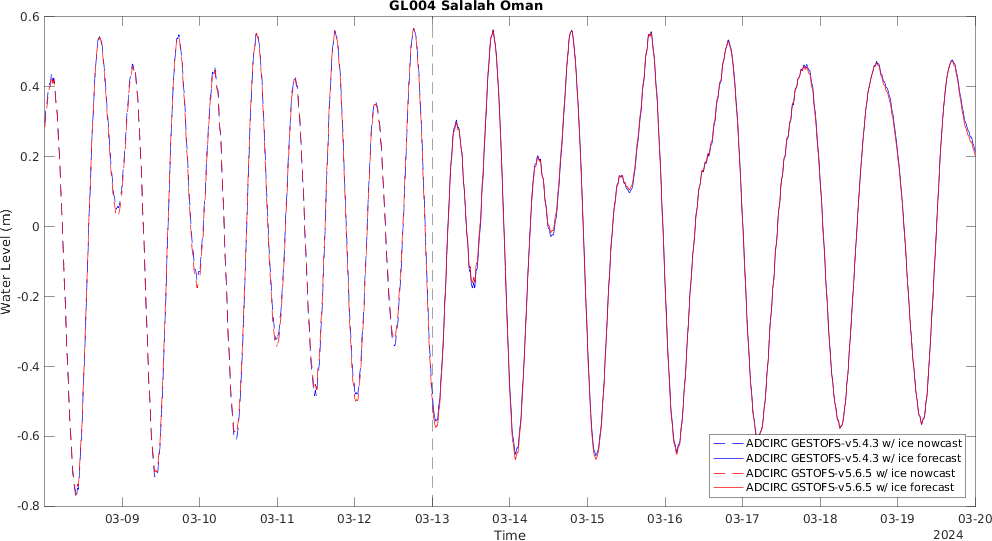 GL004 Salalah Oman
Water Level (m)
0.6
0.4
0.2
0
-0.2
-0.4
-0.6
-0.8
03-09 03-10 03-11 03-12 03-13 03-14 03-15 03-16 03-17 03-18 03-19 03-20
Time
2024
ADCIRC GESTOFS-v5.4.3 w/ ice nowcast
ADCIRC GESTOFS-v5.4.3 w/ ice forecast
ADCIRC GSTOFS-v5.6.5 w/ ice nowcast
ADCIRC GSTOFS-v5.6.5 w/ ice forecast